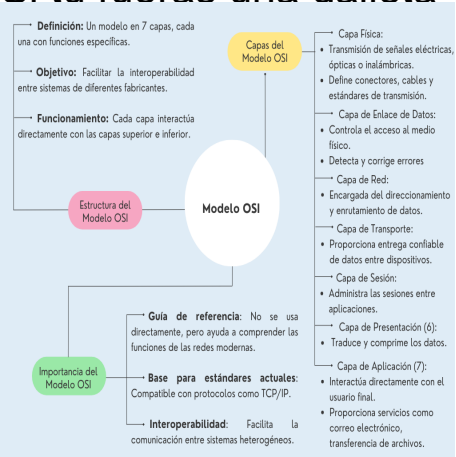 Definición: Un modelo en 7 capas, cada
una con funciones específicas.
Objetivo: Facilitar la interoperabilidad
entre sistemas de diferentes fabricantes.
Funcionamiento: Cada capa interactúa
directamente con las capas superior e inferior.
Estructura del
Modelo OSI
Modelo OSI
Capas del
Modelo OSI
Capa Física:
Transmisión de señales eléctricas,
ópticas o inalámbricas.
Define conectores, cables y
estándares de transmisión.
Capa de Enlace de Datos:
Controla el acceso al medio
físico.
Detecta y corrige errores
Capa de Red:
Encargada del direccionamiento
y enrutamiento de datos.
Capa de Transporte:
Proporciona entrega confiable
de datos entre dispositivos.
Capa de Sesión:
Administra las sesiones entre
aplicaciones.
Capa de Presentación (6):
Traduce y comprime los datos.
Capa de Aplicación (7):
Interactúa directamente con el
usuario final.
Proporciona servicios como
correo electrónico,
transferencia de archivos.
Importancia del
Modelo OSI
Guía de referencia: No se usa
directamente, pero ayuda a comprender las
funciones de las redes modernas.
Base para estándares actuales:
Compatible con protocolos como TCP/IP.
Interoperabilidad: Facilita la
comunicación entre sistemas heterogéneos.